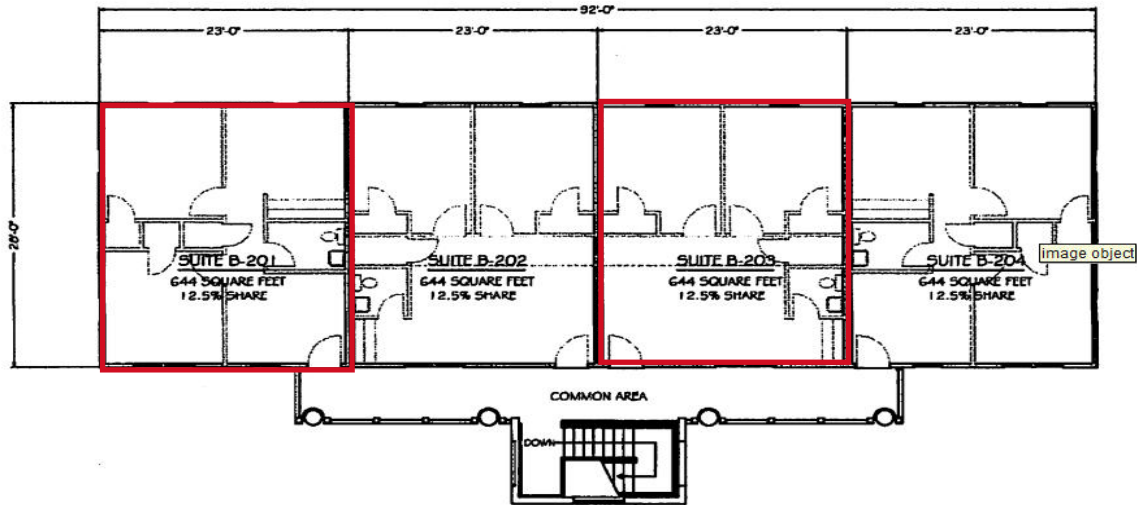 92'-0"
23'-0" 23'-0" 23'-0" 23'-0"
28'-0"
SUITE B-201
644 SQUARE FEET
12.5% SHARE
SUITE B-202
644 SQUARE FEET
12.5% SHARE
SUITE B-203
644 SQUARE FEET
12.5% SHARE
SUITE B-204
644 SQUARE FEET
12.5% SHARE
image object
COMMON AREA
DOWN